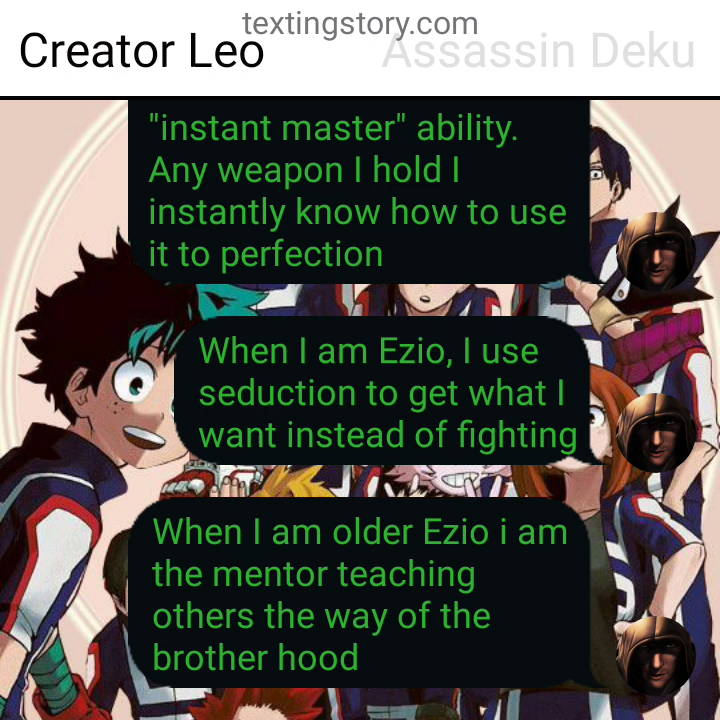 textingstory.com
Creator Leo
Assassin Deku
"instant master" ability.
Any weapon I hold I
instantly know how to use
it to perfection
When I am Ezio, I use
seduction to get what I
want instead of fighting
When I am older Ezio i am
the mentor teaching
others the way of the
brother hood